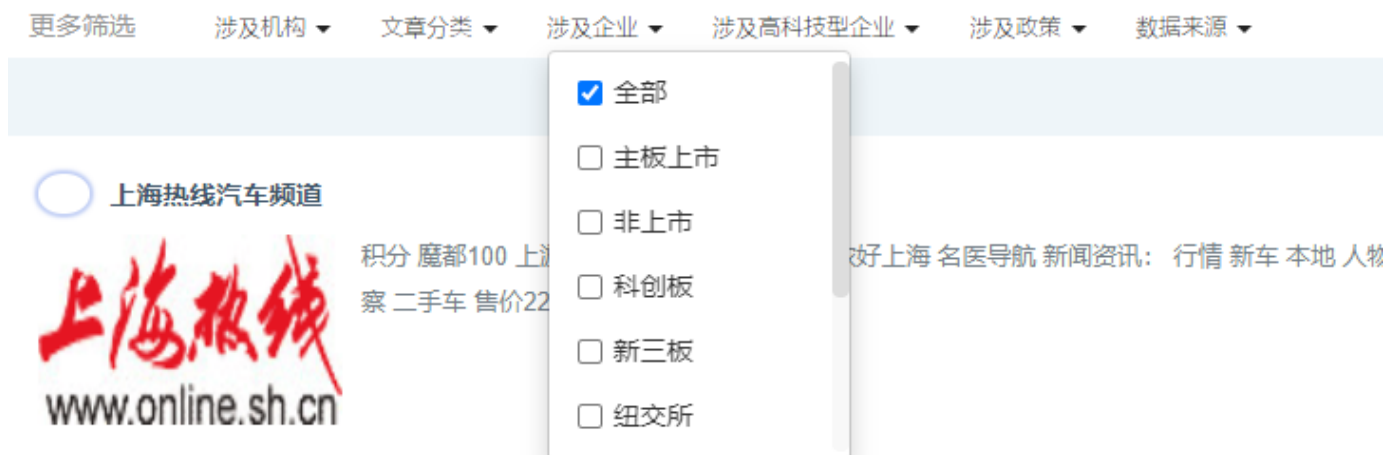 更多筛选 涉及机构 文章分类 涉及企业 涉及高科技型企业 涉及政策 数据来源
全部
主板上市
非上市
科创板
新三板
纽交所
上海热线汽车频道
积分 魔都100 上 好上海 名医导航 新闻资讯： 行情 新车 本地 人物
察 二手车 售价22
上海热线
www.online.sh.cn